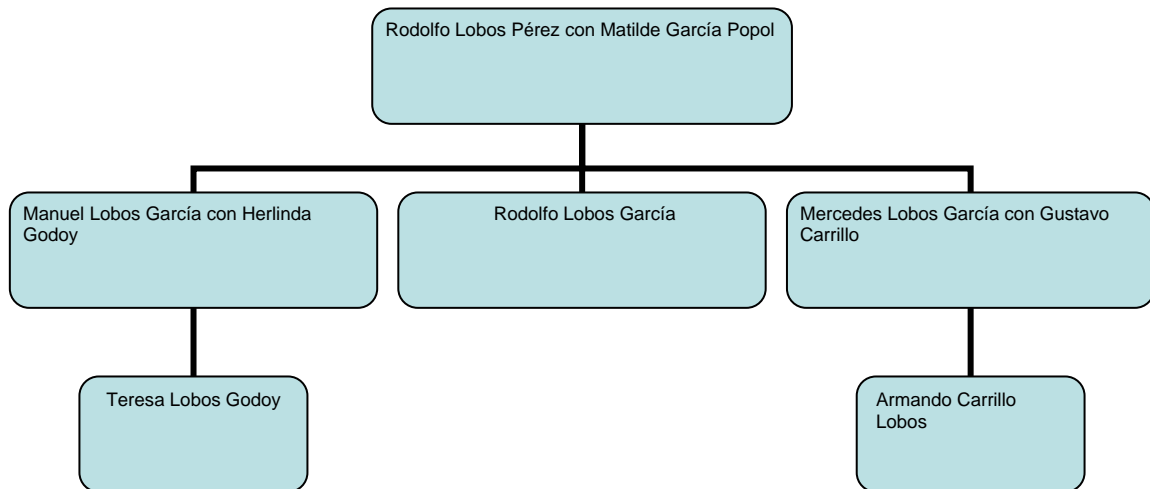 Rodolfo Lobos Pérez con Matilde García Popol
Manuel Lobos García con Herlinda
Godoy
Rodolfo Lobos García
Mercedes Lobos García con Gustavo
Carrillo
Teresa Lobos Godoy
Armando Carrillo
Lobos